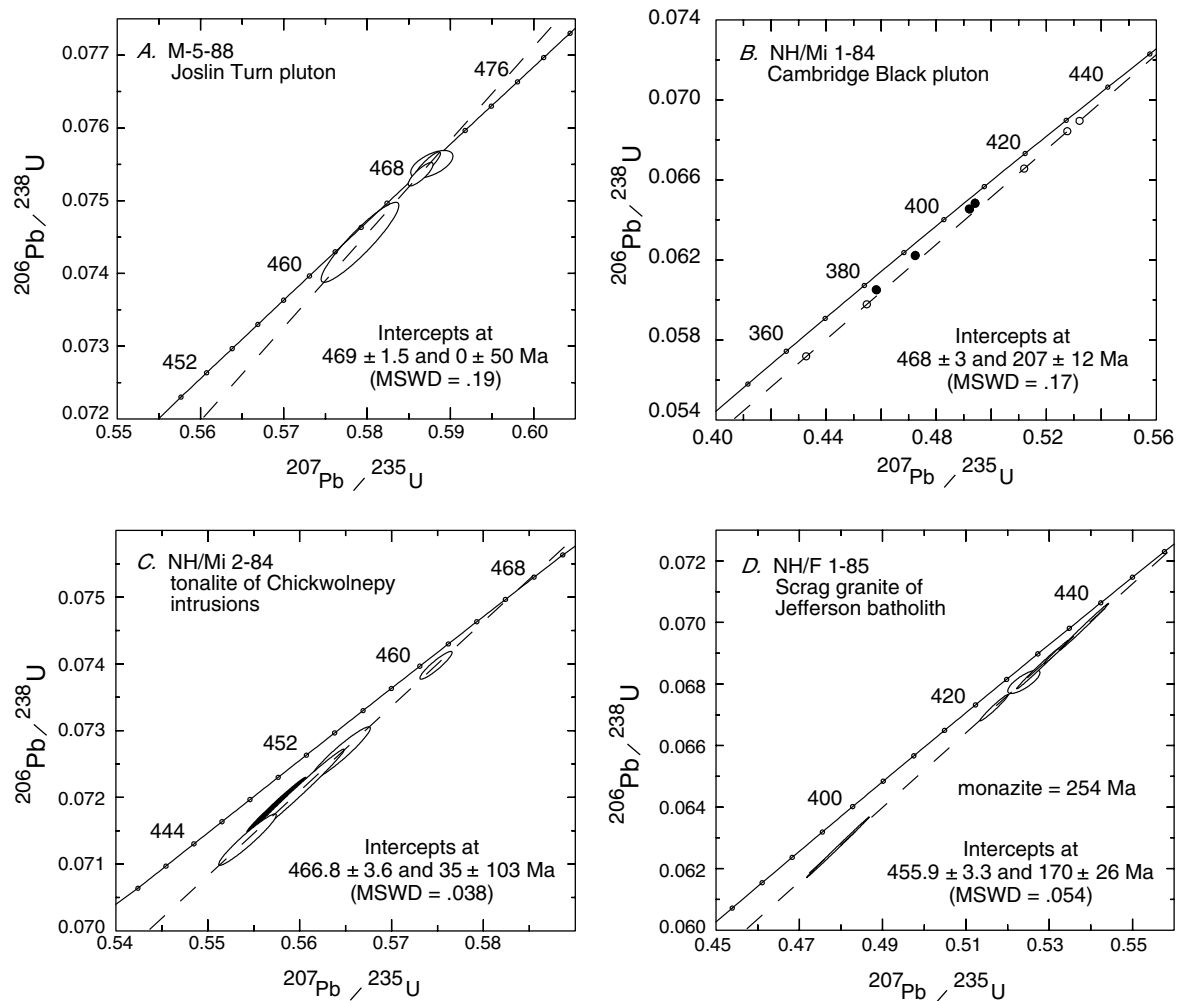 A. M-5-88
Joslin Turn pluton
0.077
0.076
0.075
0.074
0.073
0.072
476
468
460
452
Intercepts at
469 ± 1.5 and 0 ± 50 Ma
(MSWD = .19)
0.55 0.56 0.57 0.58 0.59 0.60
206Pb/238U
207Pb/235U
B. NH/Mi 1-84
Cambridge Black pluton
0.074
0.070
0.066
0.062
0.058
0.054
440
420
400
380
360
Intercepts at
468 ± 3 and 207 ± 12 Ma
(MSWD = .17)
0.40 0.44 0.48 0.52 0.56
206Pb/238U
207Pb/235U
C. NH/Mi 2-84
tonalite of Chickwolnepy
intrusions
0.075
0.074
0.073
0.072
0.071
0.070
468
460
452
444
Intercepts at
466.8 ± 3.6 and 35 ± 103 Ma
(MSWD = .038)
0.54 0.55 0.56 0.57 0.58
206Pb/238U
207Pb/235U
D. NH/F 1-85
Scrag granite of
Jefferson batholith
0.072
0.070
0.068
0.066
0.064
0.062
0.060
440
420
400
monazite = 254 Ma
Intercepts at
455.9 ± 3.3 and 170 ± 26 Ma
(MSWD = .054)
0.45 0.47 0.49 0.51 0.53 0.55
206Pb/238U
207Pb/235U